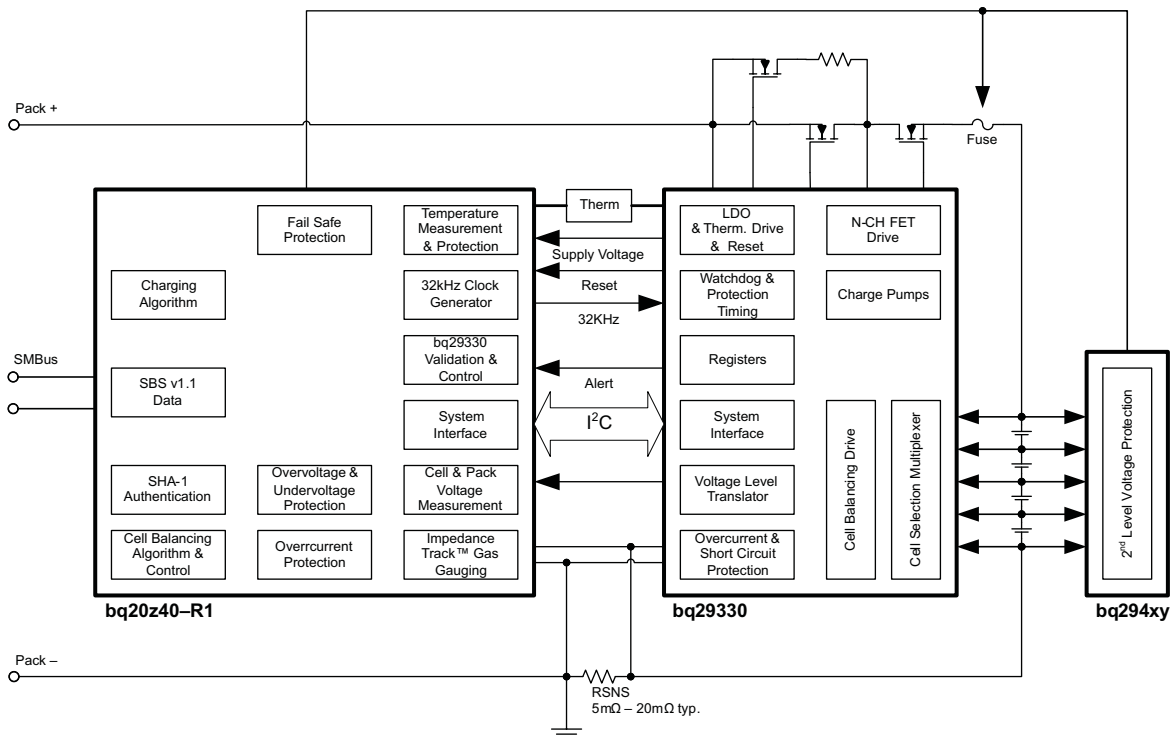 Pack +
Fuse
Therm
Fail Safe
Protection
Temperature
Measurement
& Protection
LDO
& Therm. Drive
& Reset
N-CH FET
Drive
Supply Voltage
Charging
Algorithm
32kHz Clock
Generator
Reset
32KHz
Watchdog &
Protection
Timing
Charge Pumps
SMBus
SBS v1.1
Data
bq29330
Validation &
Control
Alert
Registers
System
Interface
I²C
System
Interface
Cell Balancing Drive
Cell Selection Multiplexer
2nd Level Voltage Protection
SHA-1
Authentication
Overvoltage &
Undervoltage
Protection
Cell & Pack
Voltage
Measurement
Voltage Level
Translator
Cell Balancing
Algorithm &
Control
Overrcurrent
Protection
Impedance
Track™ Gas
Gauging
Overcurrent &
Short Circuit
Protection
bq20z40–R1
bq29330
bq294xy
Pack –
RSNS
5mΩ – 20mΩ typ.